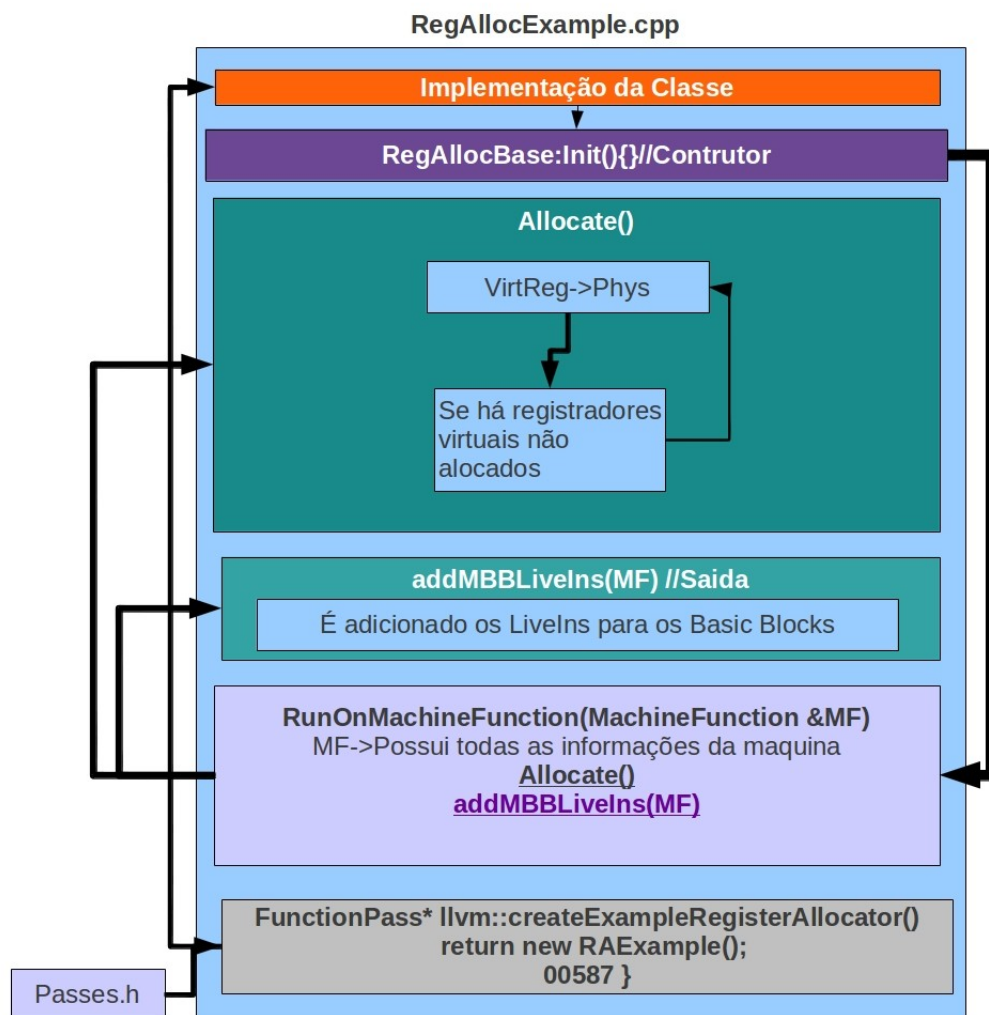 RegAllocExample.cpp
Implementação da Classe
RegAllocBase:Init(){}//Contrutor
Allocate()
VirtReg->Phys
Se há registradores
virtuais não
alocados
addMBBLiveIns(MF) //Saida
É adicionado os LiveIns para os Basic Blocks
RunOnMachineFunction(MachineFunction &MF)
MF->Possui todas as informações da maquina
Allocate()
addMBBLiveIns(MF)
FunctionPass* llvm::createExampleRegisterAllocator()
return new RAExample();
00587 }
Passes.h